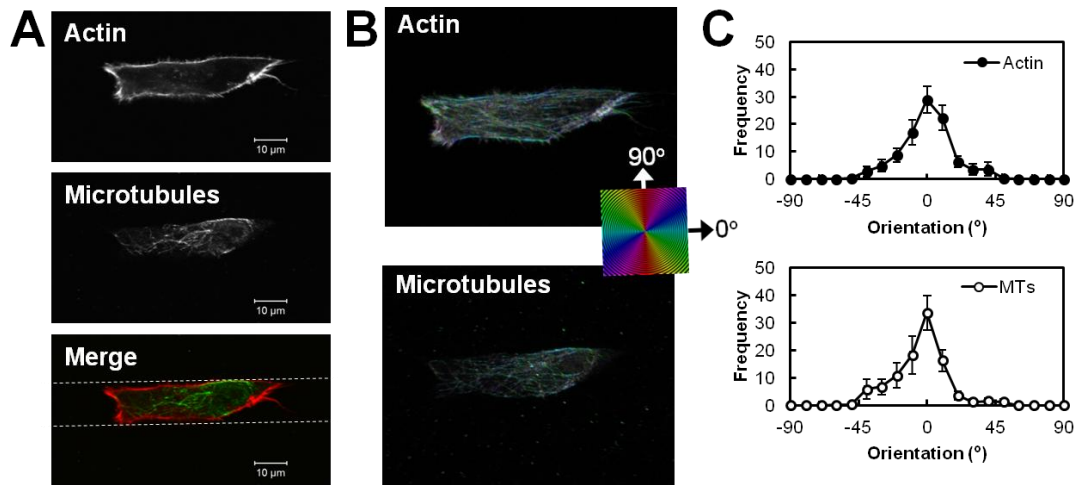 A
Actin
10 µm
Microtubules
10 µm
Merge
10 µm
B
Actin
90°
0°
Microtubules
C
50
40
30
20
10
0
Frequency
Actin
-90
-45
0
45
90
Orientation (°)
50
40
30
20
10
0
Frequency
MTs
-90
-45
0
45
90
Orientation (°)